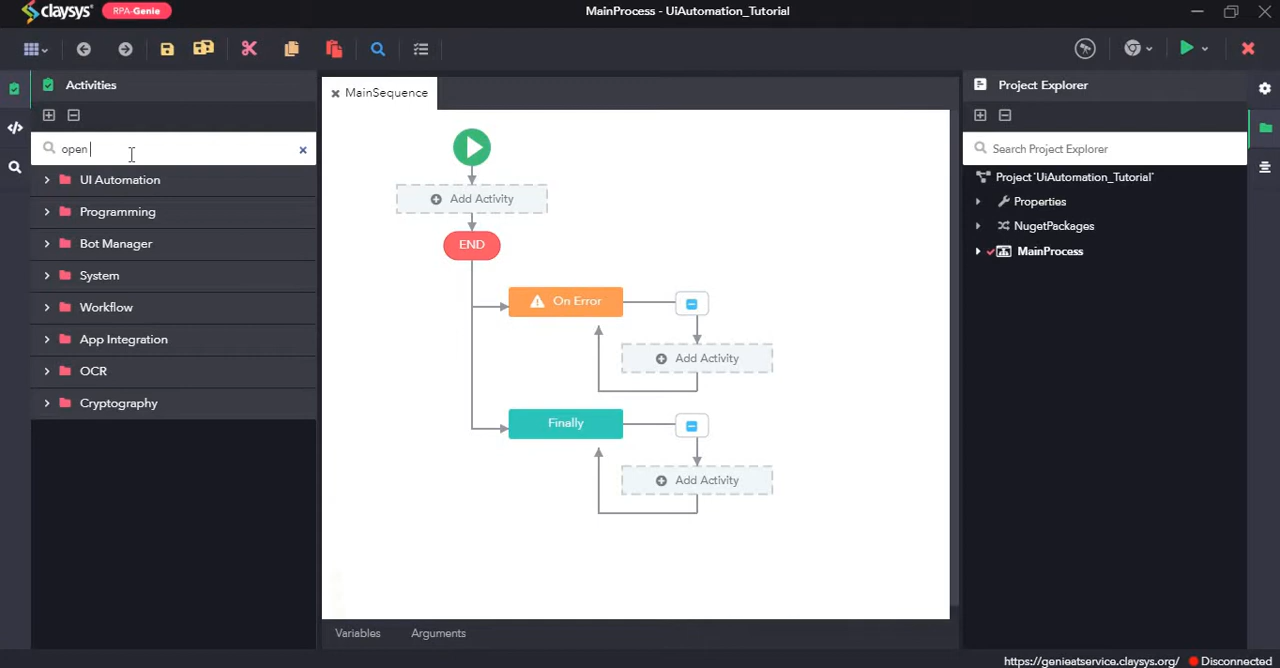 claysys RPA-Genie MainProcess - UiAutomation_Tutorial
Activities
open
UI Automation
Programming
Bot Manager
System
Workflow
App Integration
OCR
Cryptography
MainSequence
Add Activity
END
On Error
Add Activity
Finally
Add Activity
Variables Arguments
Project Explorer
Search Project Explorer
Project 'UiAutomation_Tutorial'
Properties
NugetPackages
MainProcess
https://genieatservice.claysys.org/ Disconnected